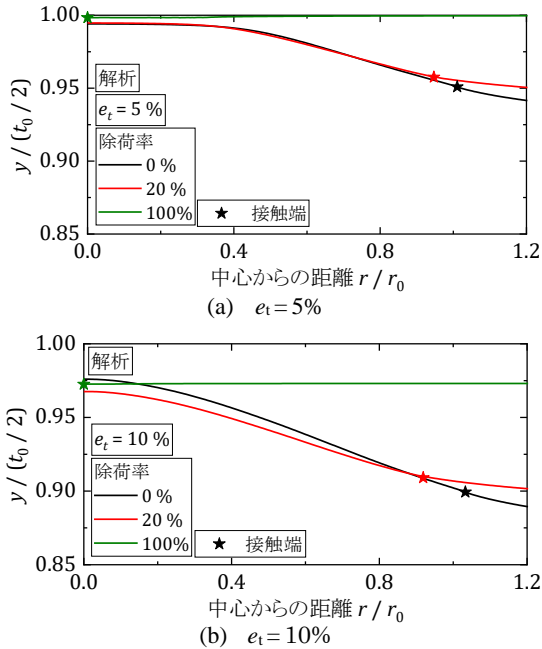 1.00
0.95
0.90
0.85
y / (t₀ / 2)
解析
eₜ = 5 %
除荷率
0 %
20 %
100%
★ 接触端
0.0 0.4 0.8 1.2
中心からの距離 r / r₀
(a) eₜ = 5%
1.00
0.95
0.90
0.85
y / (t₀ / 2)
解析
eₜ = 10 %
除荷率
0 %
20 %
100%
★ 接触端
0.0 0.4 0.8 1.2
中心からの距離 r / r₀
(b) eₜ = 10%